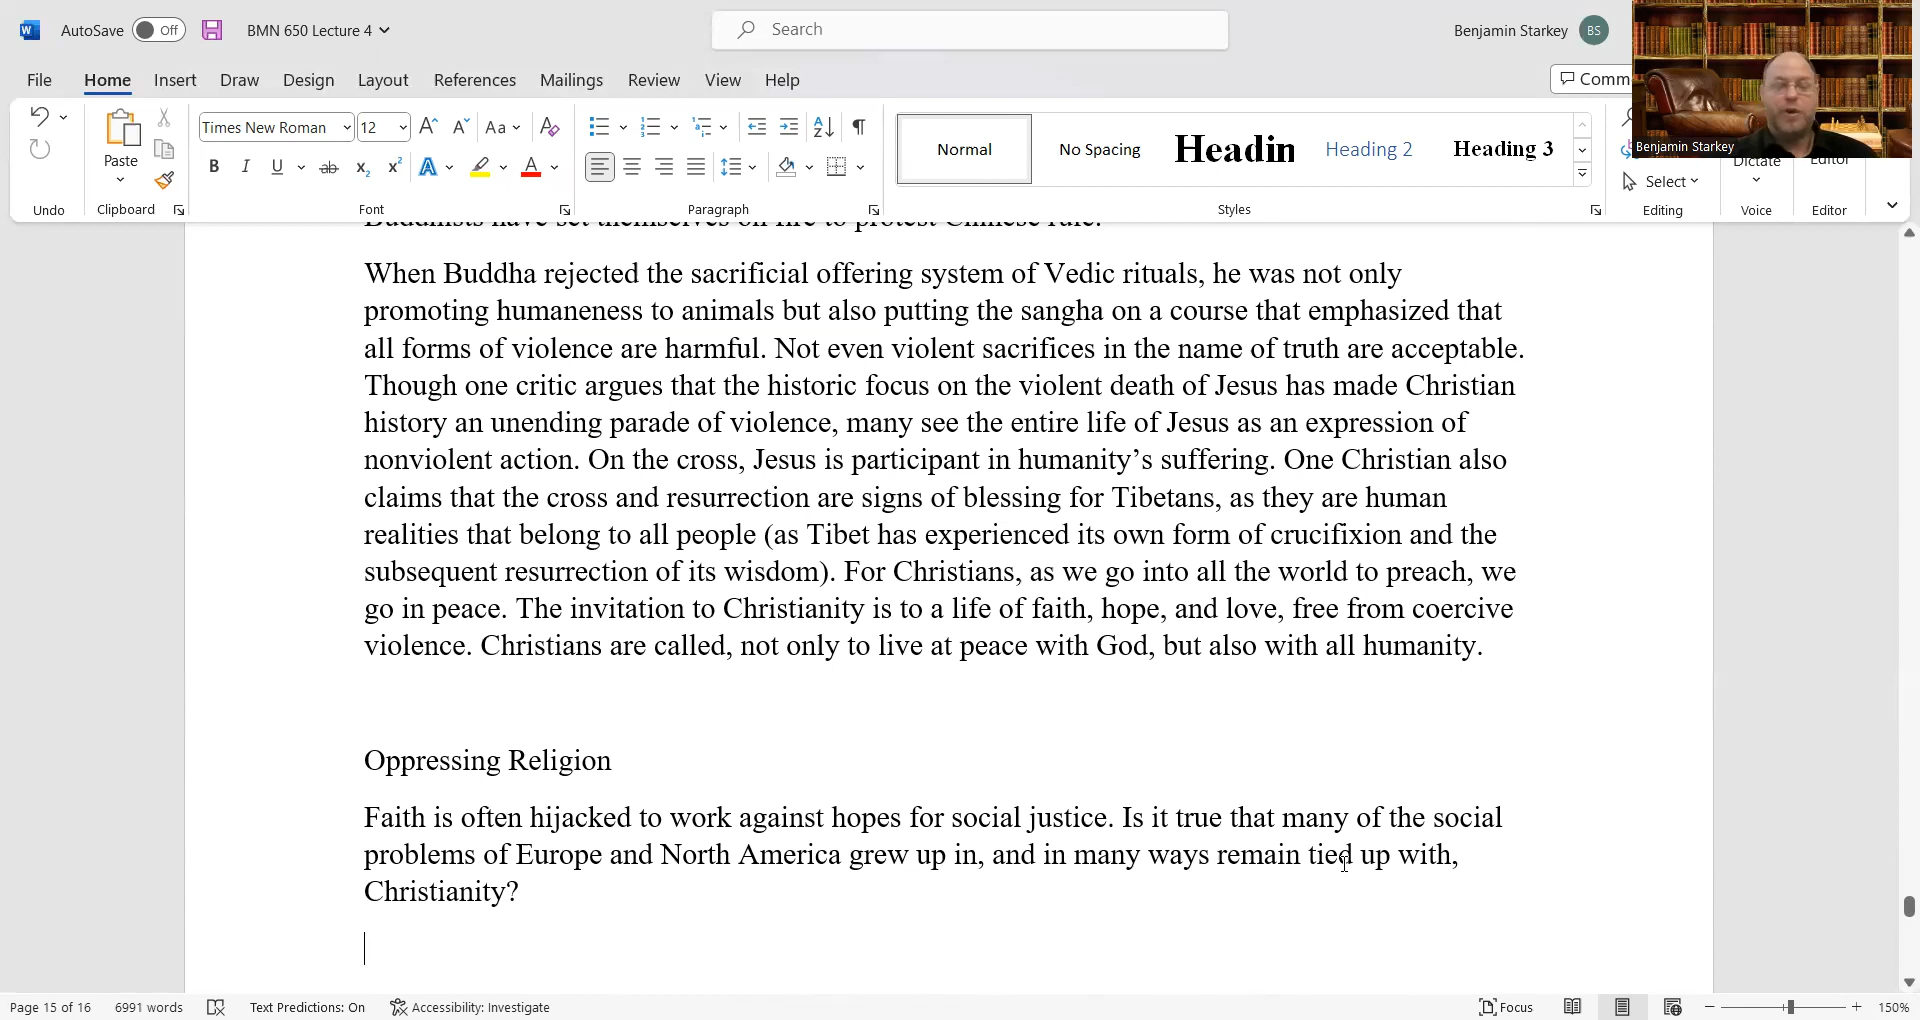 AutoSave Off BMN 650 Lecture 4 Search Benjamin Starkey BS
File Home Insert Draw Design Layout References Mailings Review View Help Comm
Times New Roman 12 Aa
Paste
Normal No Spacing Headin Heading 2 Heading 3
Benjamin Starkey
Dictate Editor
Select
Undo Clipboard Font Paragraph Styles Editing Voice Editor
Buddhists have set themselves on fire to protest Chinese rule.
When Buddha rejected the sacrificial offering system of Vedic rituals, he was not only
promoting humaneness to animals but also putting the sangha on a course that emphasized that
all forms of violence are harmful. Not even violent sacrifices in the name of truth are acceptable.
Though one critic argues that the historic focus on the violent death of Jesus has made Christian
history an unending parade of violence, many see the entire life of Jesus as an expression of
nonviolent action. On the cross, Jesus is participant in humanity’s suffering. One Christian also
claims that the cross and resurrection are signs of blessing for Tibetans, as they are human
realities that belong to all people (as Tibet has experienced its own form of crucifixion and the
subsequent resurrection of its wisdom). For Christians, as we go into all the world to preach, we
go in peace. The invitation to Christianity is to a life of faith, hope, and love, free from coercive
violence. Christians are called, not only to live at peace with God, but also with all humanity.
Oppressing Religion
Faith is often hijacked to work against hopes for social justice. Is it true that many of the social
problems of Europe and North America grew up in, and in many ways remain tied up with,
Christianity?
Page 15 of 16 6991 words Text Predictions: On Accessibility: Investigate Focus 150%